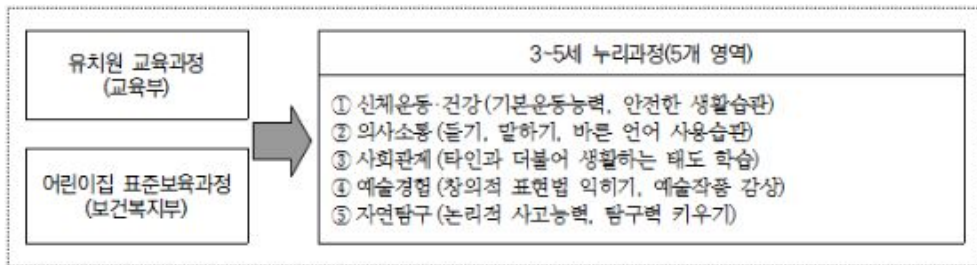 유치원 교육과정
(교육부)
어린이집 표준보육과정
(보건복지부)
3~5세 누리과정(5개 영역)
① 신체운동·건강(기본운동능력, 안전한 생활습관)
② 의사소통(듣기, 말하기, 바른 언어 사용습관)
③ 사회관계(타인과 더불어 생활하는 태도 학습)
④ 예술경험(창의적 표현법 익히기, 예술작품 감상)
⑤ 자연탐구(논리적 사고능력, 탐구력 키우기)